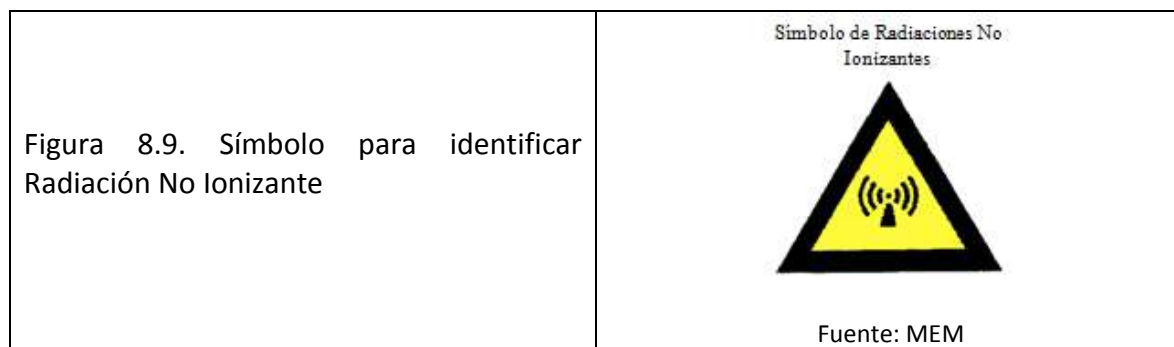 Figura 8.9. Símbolo para identificar
Radiación No Ionizante
Símbolo de Radiaciones No
Ionizantes
Fuente: MEM